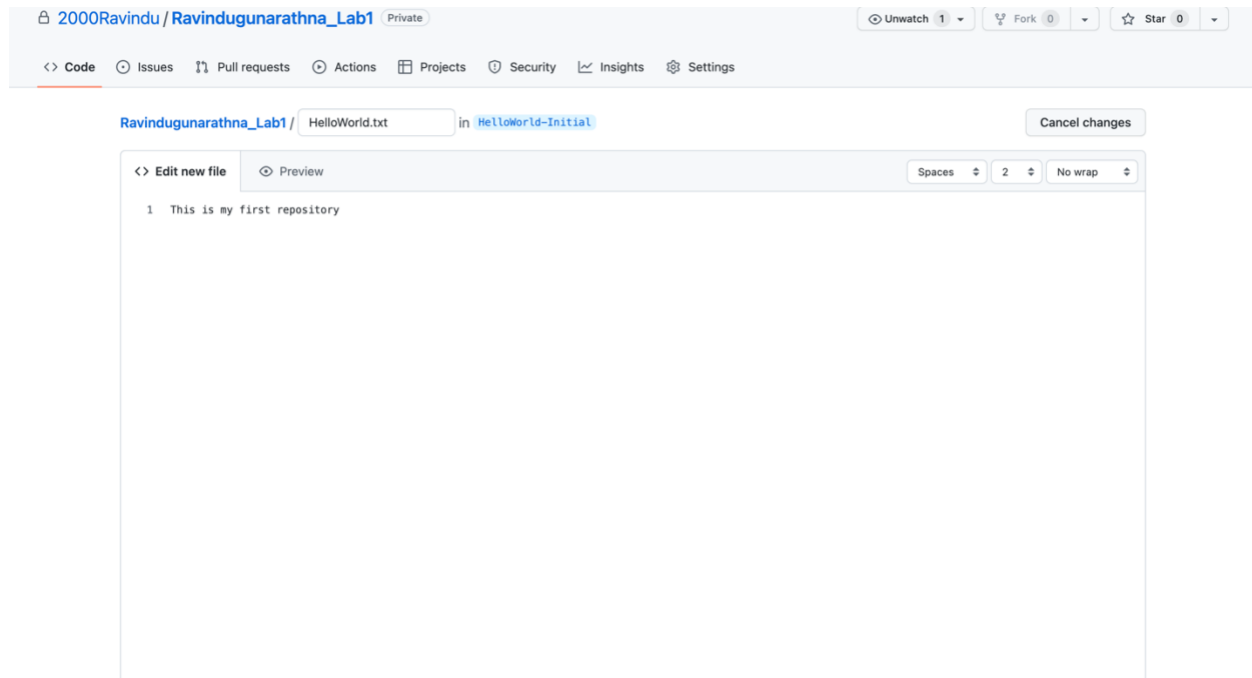 2000Ravindu / Ravindugunarathna_Lab1 Private Unwatch 1 Fork 0 Star 0
Code Issues Pull requests Actions Projects Security Insights Settings
Ravindugunarathna_Lab1 / HelloWorld.txt in HelloWorld-Initial Cancel changes
<> Edit new file Preview Spaces 2 No wrap
1 This is my first repository